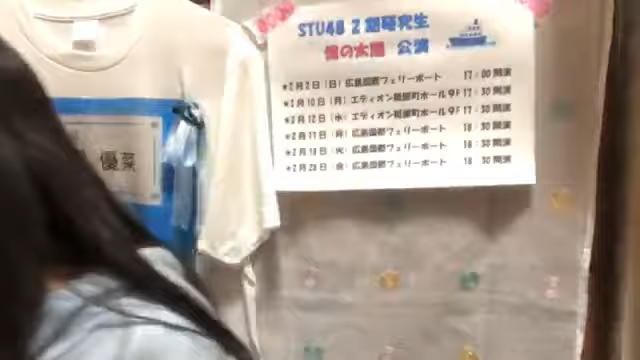 STU48 2期研究生
僕の太陽 公演
★2月2日(日)広島国際フェリーポート 17:00開演
★2月10日(月)エディオン紙屋町ホール9F 17:30開演
★2月12日(水)エディオン紙屋町ホール9F 17:30開演
★2月17日(月)広島国際フェリーポート 18:30開演
★2月18日(火)広島国際フェリーポート 18:30開演
★2月28日(金)広島国際フェリーポート 18:30開演
優菜